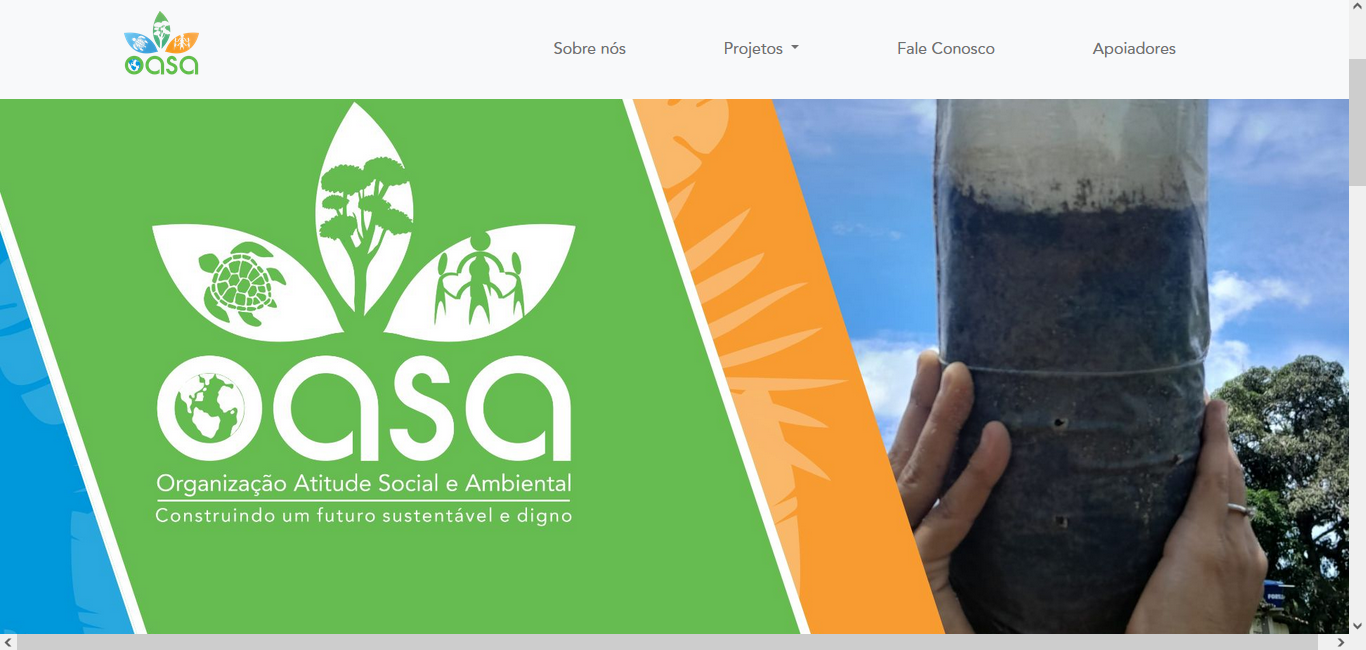 oasa
Sobre nós
Projetos
Fale Conosco
Apoiadores
oasa
Organização Atitude Social e Ambiental
Construindo um futuro sustentável e digno